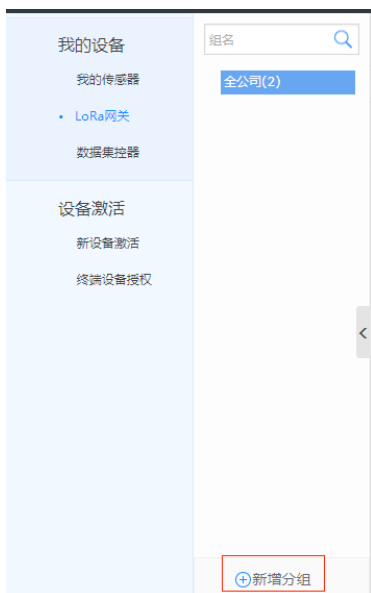 我的设备
我的传感器
LoRa网关
数据集控器
设备激活
新设备激活
终端设备授权
组名
全公司(2)
新增分组